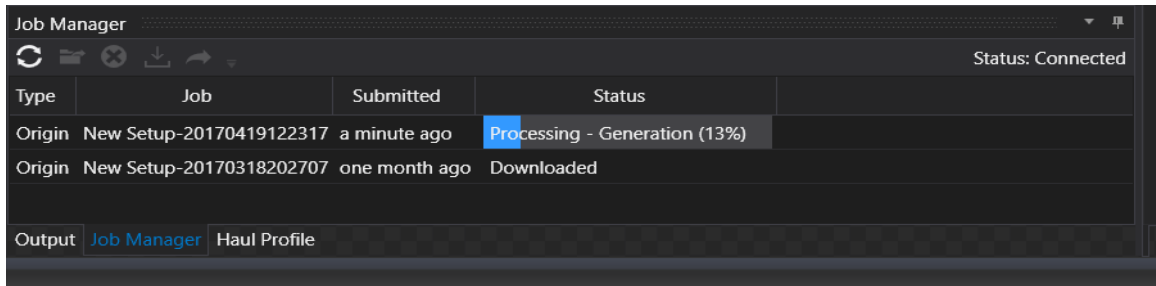 Job Manager
Status: Connected
Type Job Submitted Status
Origin New Setup-20170419122317 a minute ago Processing - Generation (13%)
Origin New Setup-20170318202707 one month ago Downloaded
Output Job Manager Haul Profile